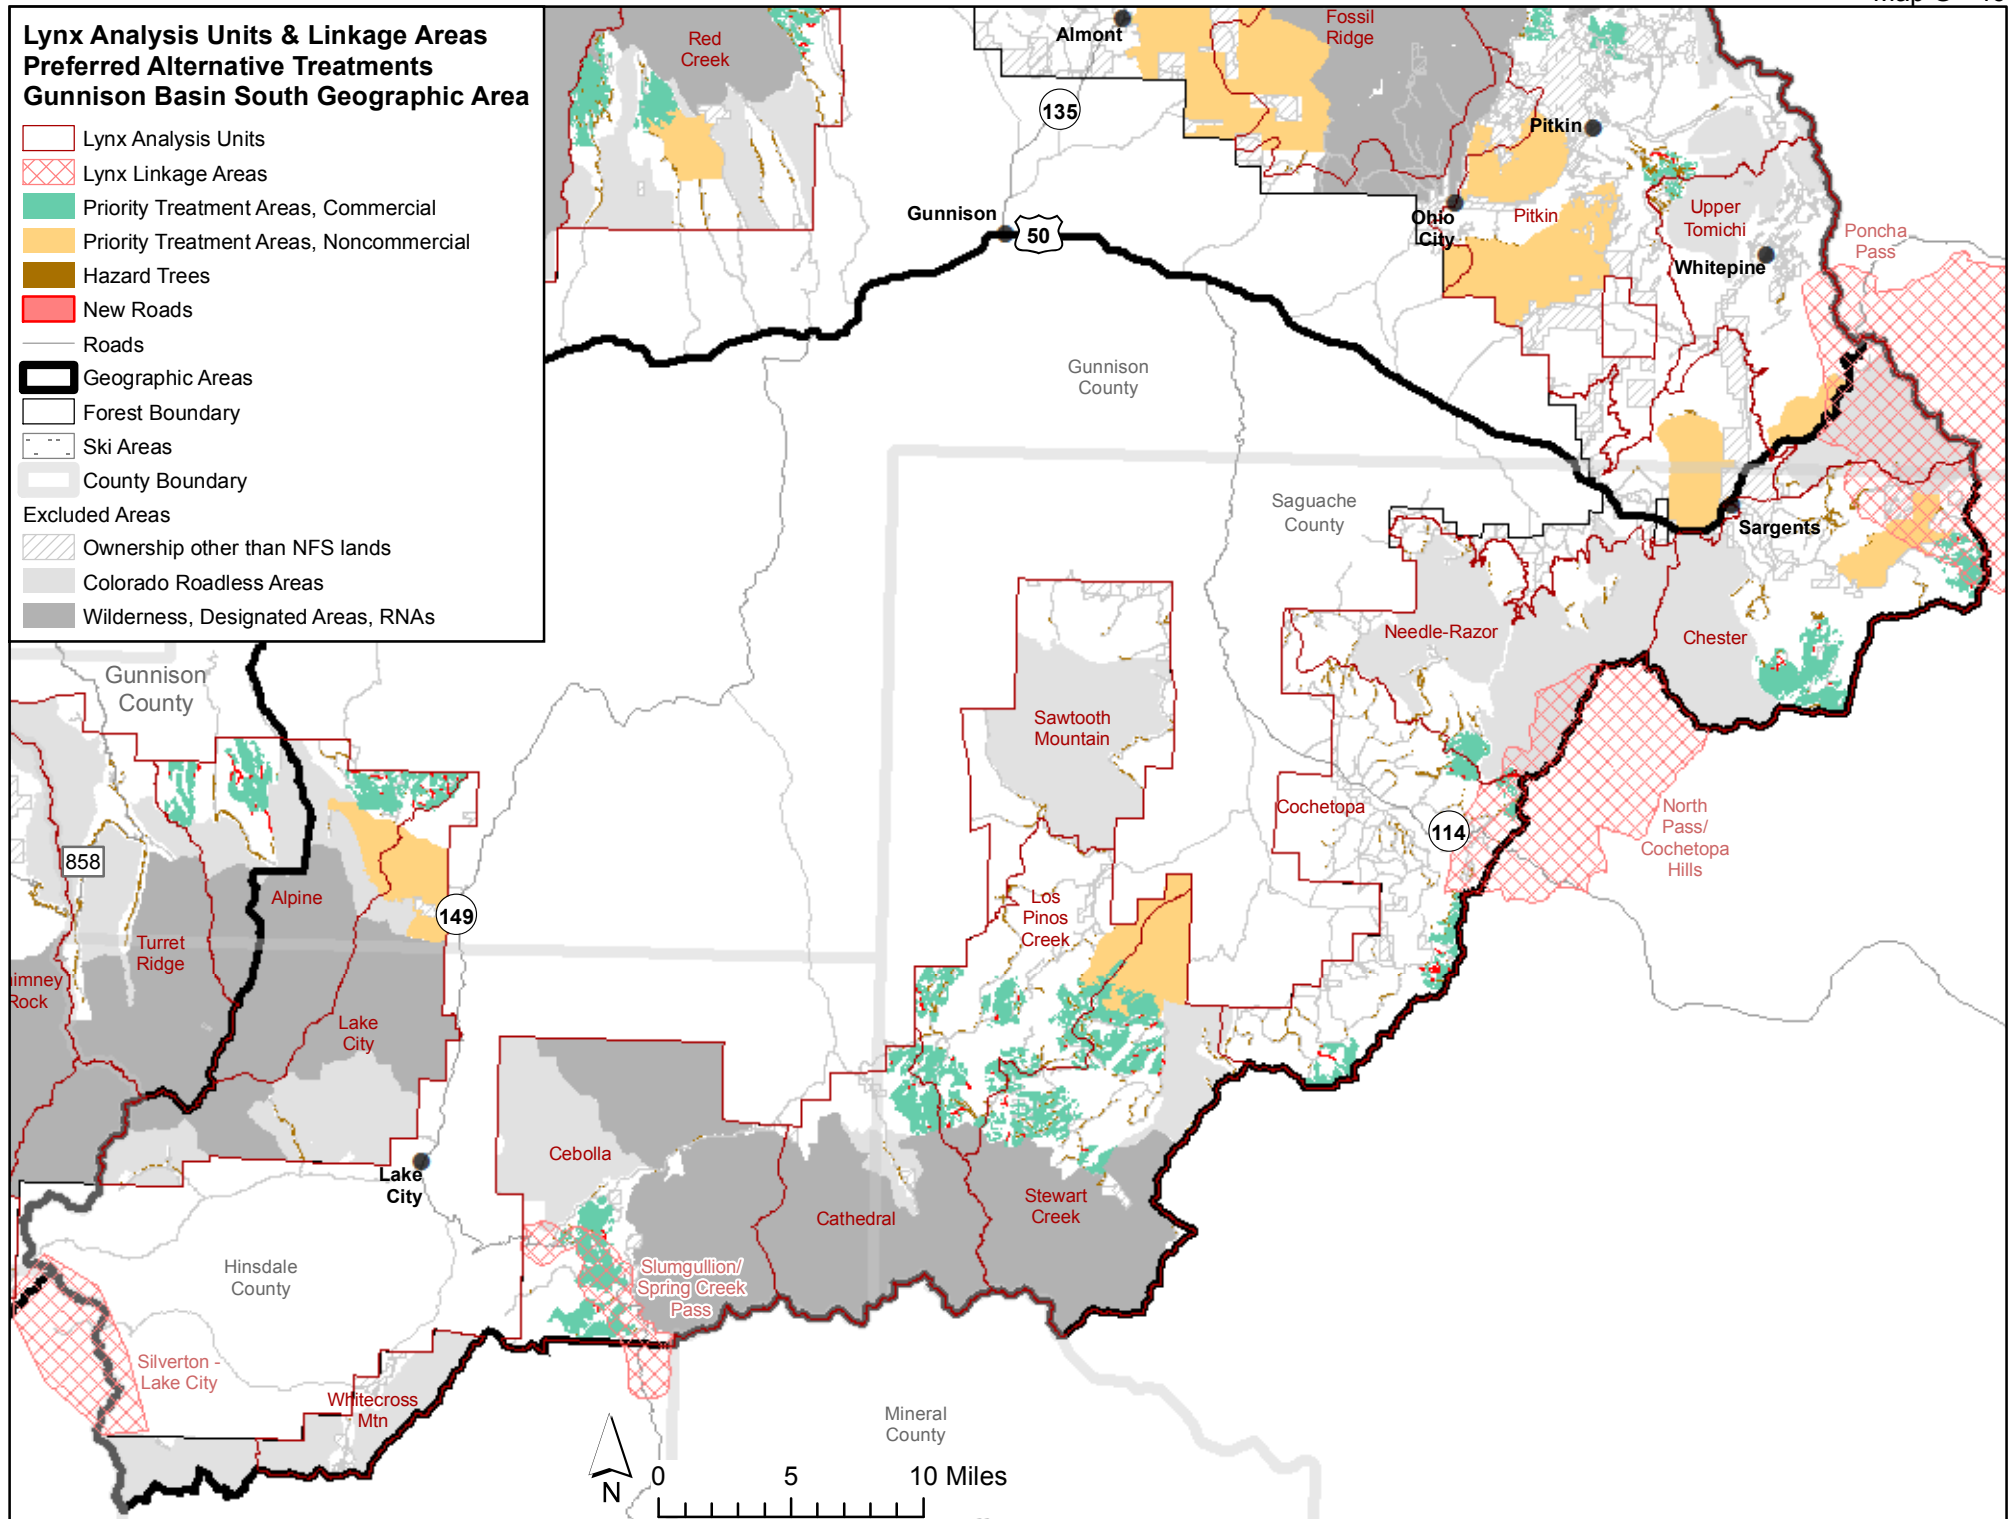 Lynx Analysis Units & Linkage Areas
Preferred Alternative Treatments
Gunnison Basin South Geographic Area
Lynx Analysis Units
Lynx Linkage Areas
Priority Treatment Areas, Commercial
Priority Treatment Areas, Noncommercial
Hazard Trees
New Roads
Roads
Geographic Areas
Forest Boundary
Ski Areas
County Boundary
Excluded Areas
Ownership other than NFS lands
Colorado Roadless Areas
Wilderness, Designated Areas, RNAs
Red
Creek
Almont
Fossil
Ridge
135
Pitkin
Gunnison
50
Ohio
City
Pitkin
Upper
Tomichi
Whitepine
Poncha
Pass
Gunnison
County
Saguache
County
Sargents
Needle-Razor
Chester
Gunnison
County
Sawtooth
Mountain
Cochetopa
114
North
Pass/
Cochetopa
Hills
858
Alpine
149
Los
Pinos
Creek
Turret
Ridge
imney
Rock
Lake
City
Cebolla
Lake
City
Cathedral
Stewart
Creek
Hinsdale
County
Slumgullion/
Spring Creek
Pass
Silverton -
Lake City
Whitecross
Mtn
Mineral
County
N
0 5 10 Miles